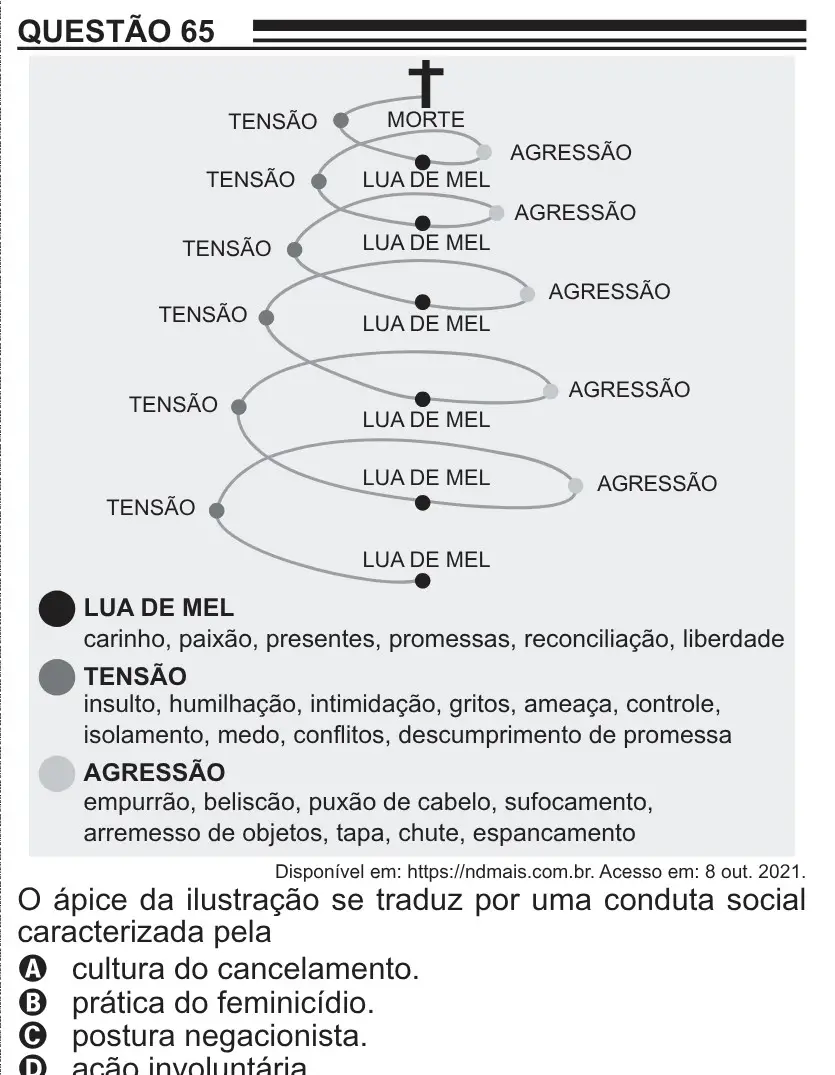 QUESTÃO 65
TENSÃO
MORTE
AGRESSÃO
TENSÃO
LUA DE MEL
AGRESSÃO
TENSÃO
LUA DE MEL
AGRESSÃO
TENSÃO
LUA DE MEL
AGRESSÃO
TENSÃO
LUA DE MEL
LUA DE MEL
AGRESSÃO
TENSÃO
LUA DE MEL
LUA DE MEL
carinho, paixão, presentes, promessas, reconciliação, liberdade
TENSÃO
insulto, humilhação, intimidação, gritos, ameaça, controle,
isolamento, medo, conflitos, descumprimento de promessa
AGRESSÃO
empurrão, beliscão, puxão de cabelo, sufocamento,
arremesso de objetos, tapa, chute, espancamento
Disponível em: https://ndmais.com.br. Acesso em: 8 out. 2021.
O ápice da ilustração se traduz por uma conduta social
caracterizada pela
A cultura do cancelamento.
B prática do feminicídio.
C postura negacionista.
D ação involuntária